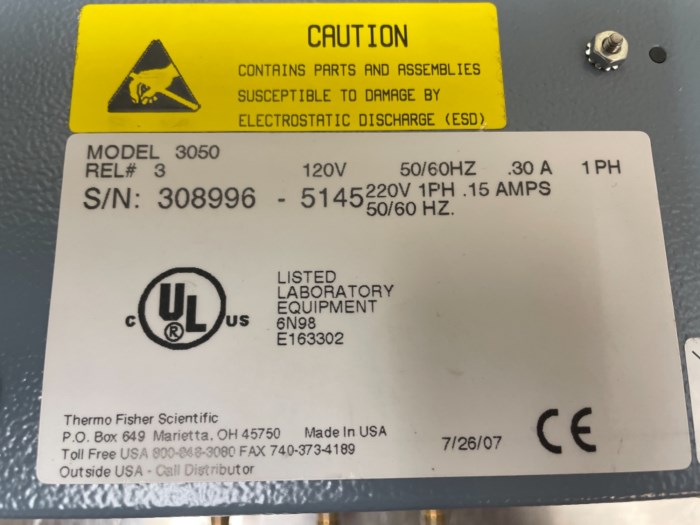 CAUTION
CONTAINS PARTS AND ASSEMBLIES
SUSCEPTIBLE TO DAMAGE BY
ELECTROSTATIC DISCHARGE (ESD)
MODEL 3050
REL# 3 120V 50/60HZ .30 A 1 PH
S/N: 308996 - 5145 220V 1PH .15 AMPS
50/60 HZ.
LISTED
LABORATORY
EQUIPMENT
6N98
E163302
C UL ® US
Thermo Fisher Scientific
P.O. Box 649 Marietta, OH 45750 Made In USA
Toll Free USA 800-848-3080 FAX 740-373-4189
Outside USA - Call Distributor
7/26/07
CE